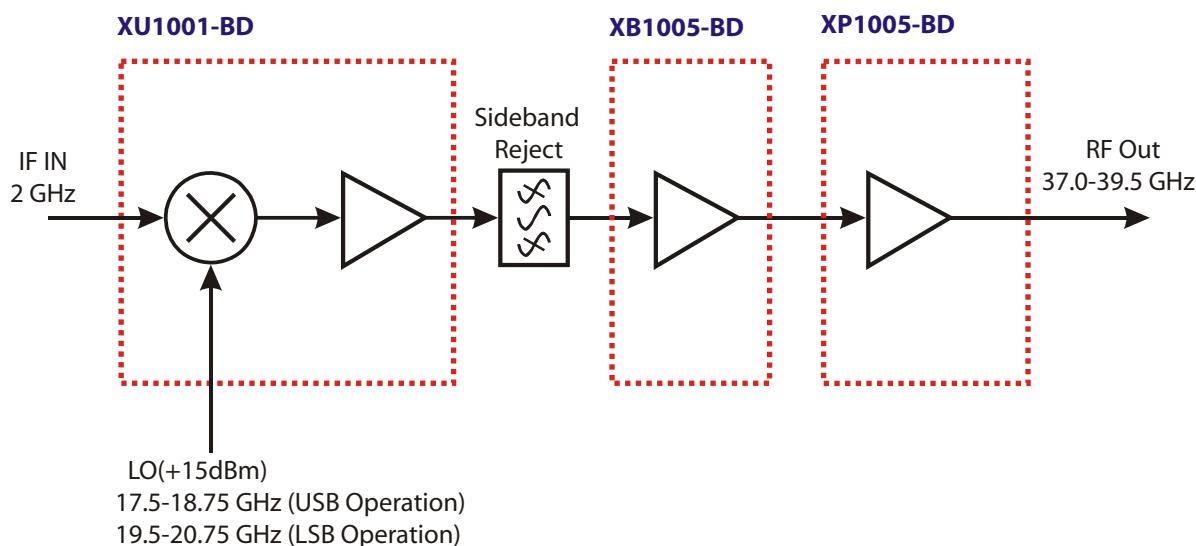 XU1001-BD
XB1005-BD
XP1005-BD
Sideband
Reject
IF IN
2 GHz
RF Out
37.0-39.5 GHz
LO(+15dBm)
17.5-18.75 GHz (USB Operation)
19.5-20.75 GHz (LSB Operation)